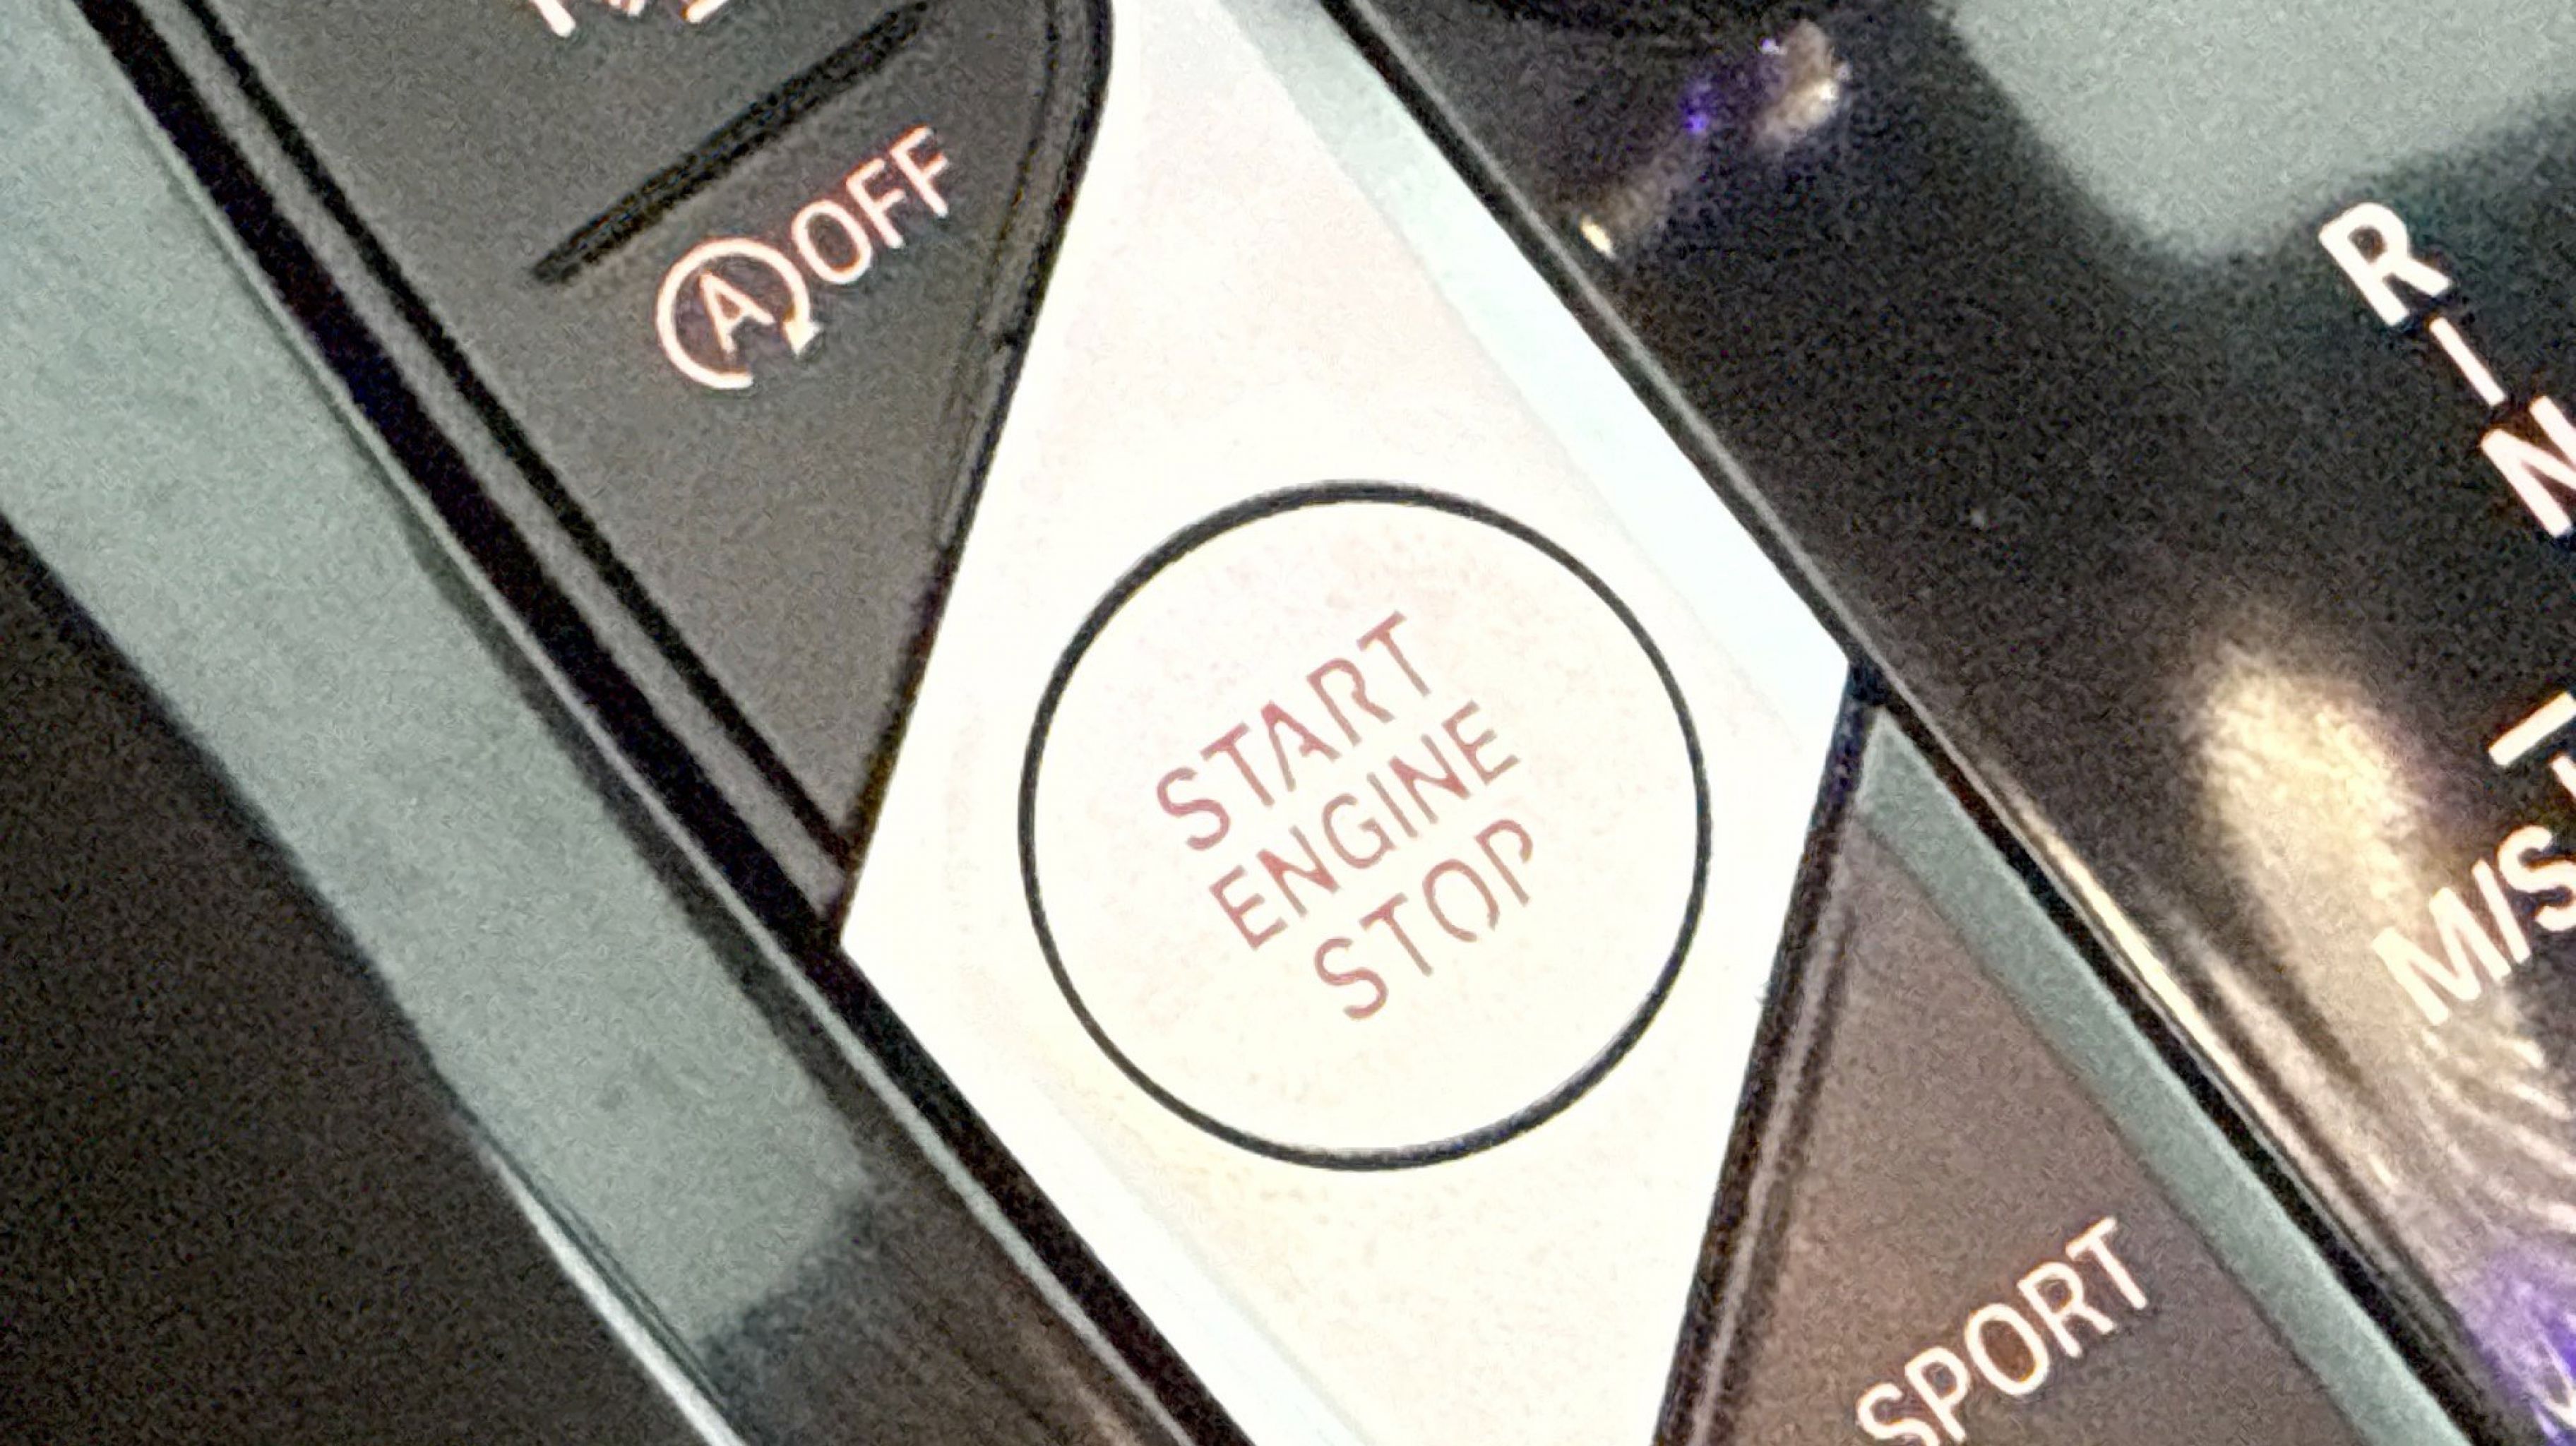 A OFF
START
ENGINE
STOP
SPORT
R
N
M/S